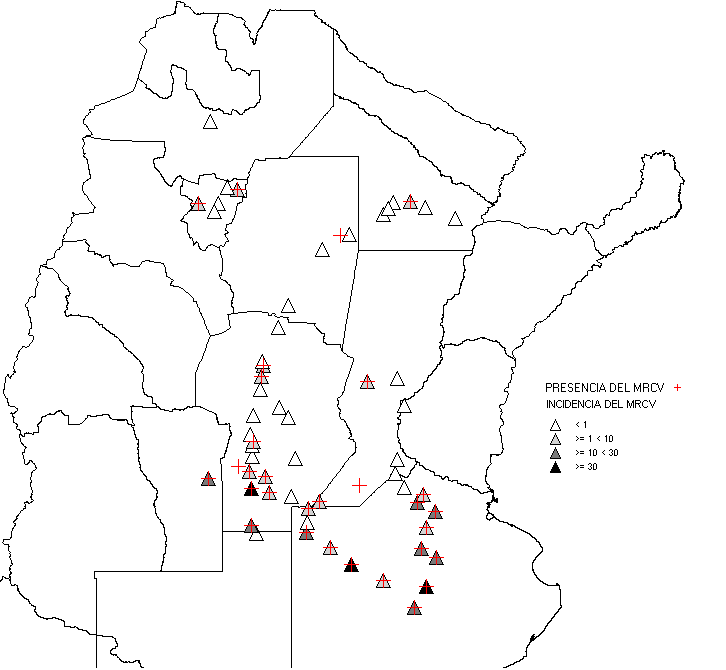 PRESENCIA DEL MRCV +
INCIDENCIA DEL MRCV
< 1
>= 1 < 10
>= 10 < 30
>= 30